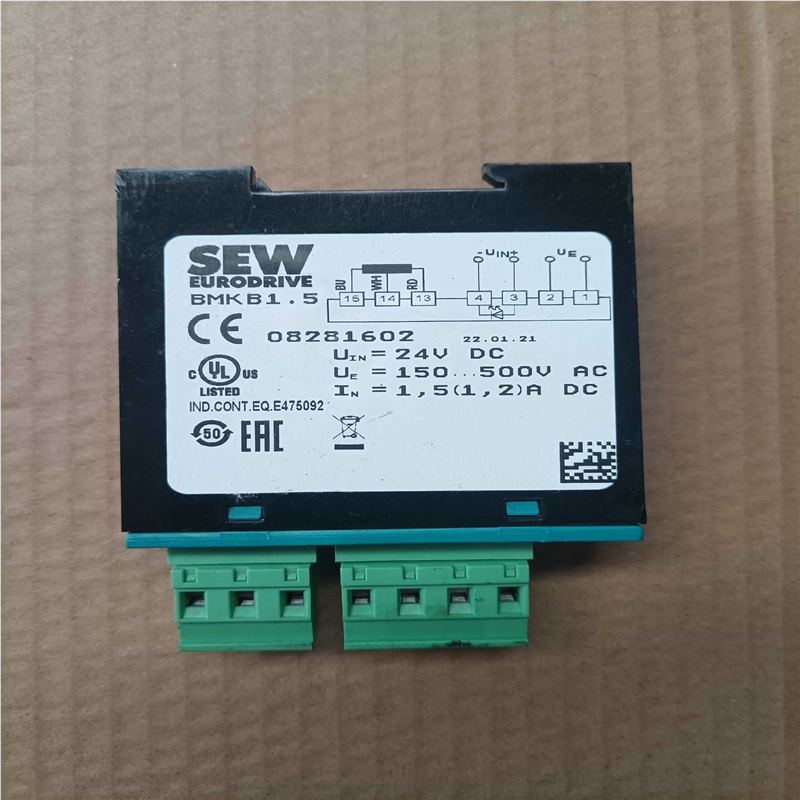 SEW
EURODRIVE
BMKB1.5
- UIN +
UE
BU WH RD
15 14 13 4 3 2 1
CE 08281602 22.01.21
UIN = 24V DC
UE = 150...500V AC
IN = 1,5(1,2)A DC
c UL US
LISTED
IND.CONT.EQ.E475092
50 EAC